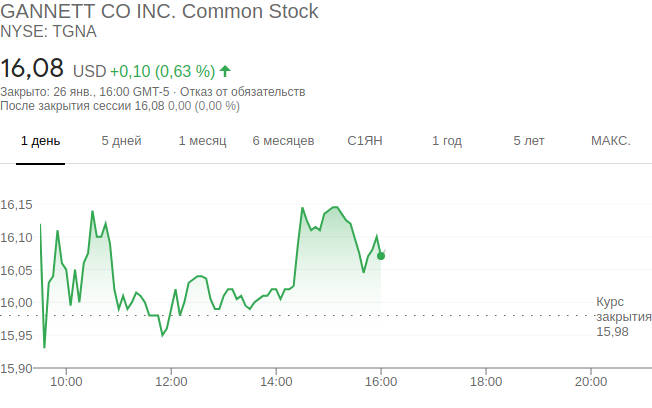 GANNETT CO INC. Common Stock
NYSE: TGNA
16,08 USD +0,10 (0,63 %)
Закрыто: 26 янв., 16:00 GMT-5 · Отказ от обязательств
После закрытия сессии 16,08 0,00 (0,00 %)
1 день 5 дней 1 месяц 6 месяцев С1ЯН 1 год 5 лет МАКС.
16,15
16,10
16,05
16,00
Курс
закрытия
15,98
15,95
15,90
10:00 12:00 14:00 16:00 18:00 20:00